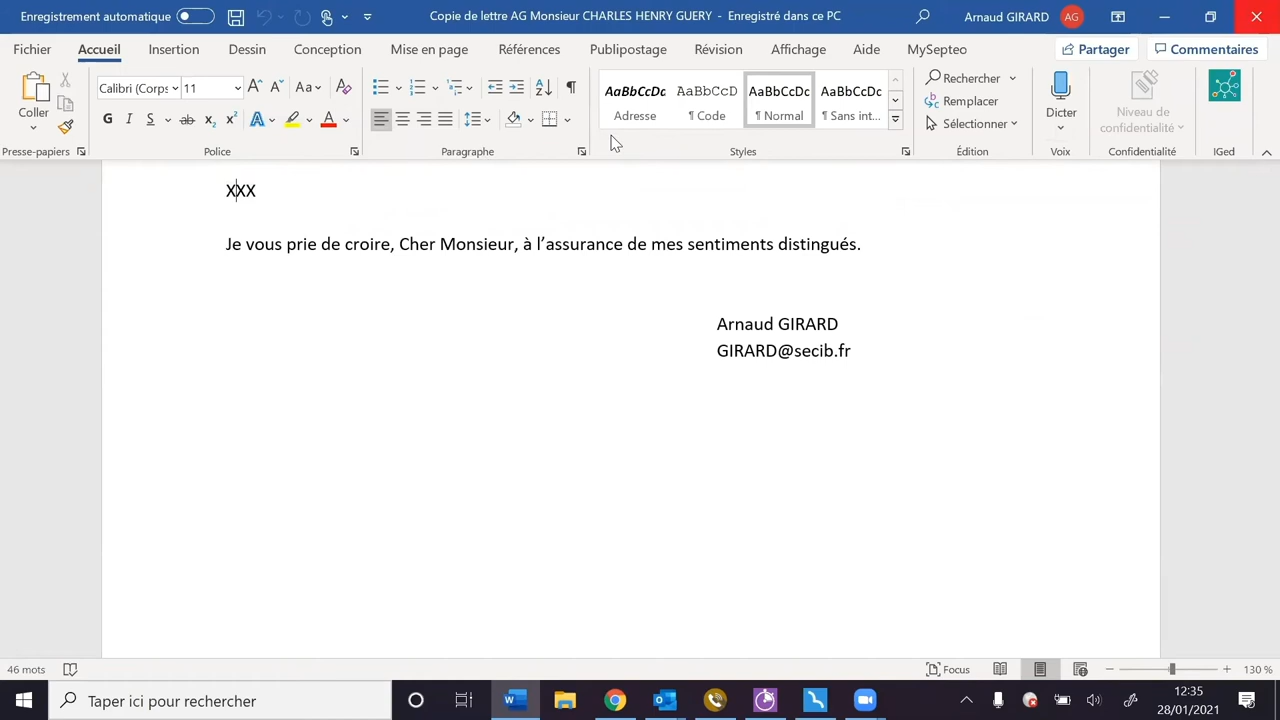 Enregistrement automatique
Copie de lettre AG Monsieur CHARLES HENRY GUERY - Enregistré dans ce PC
Arnaud GIRARD
AG
Fichier Accueil Insertion Dessin Conception Mise en page Références Publipostage Révision Affichage Aide MySepteo Partager Commentaires
Coller
Presse-papiers
Calibri (Corps 11
Aa
G I S ab x₂ x² A A
Police
Paragraphe
AaBbCcDc AaBbCcD AaBbCcDc AaBbCcDc
Adresse ¶ Code ¶ Normal ¶ Sans int...
Styles
Rechercher
Remplacer
Sélectionner
Édition
Dicter
Voix
Niveau de
confidentialité
Confidentialité
IGed
XXX
Je vous prie de croire, Cher Monsieur, à l’assurance de mes sentiments distingués.
Arnaud GIRARD
GIRARD@secib.fr
46 mots
Focus
130 %
Taper ici pour rechercher
12:35
28/01/2021